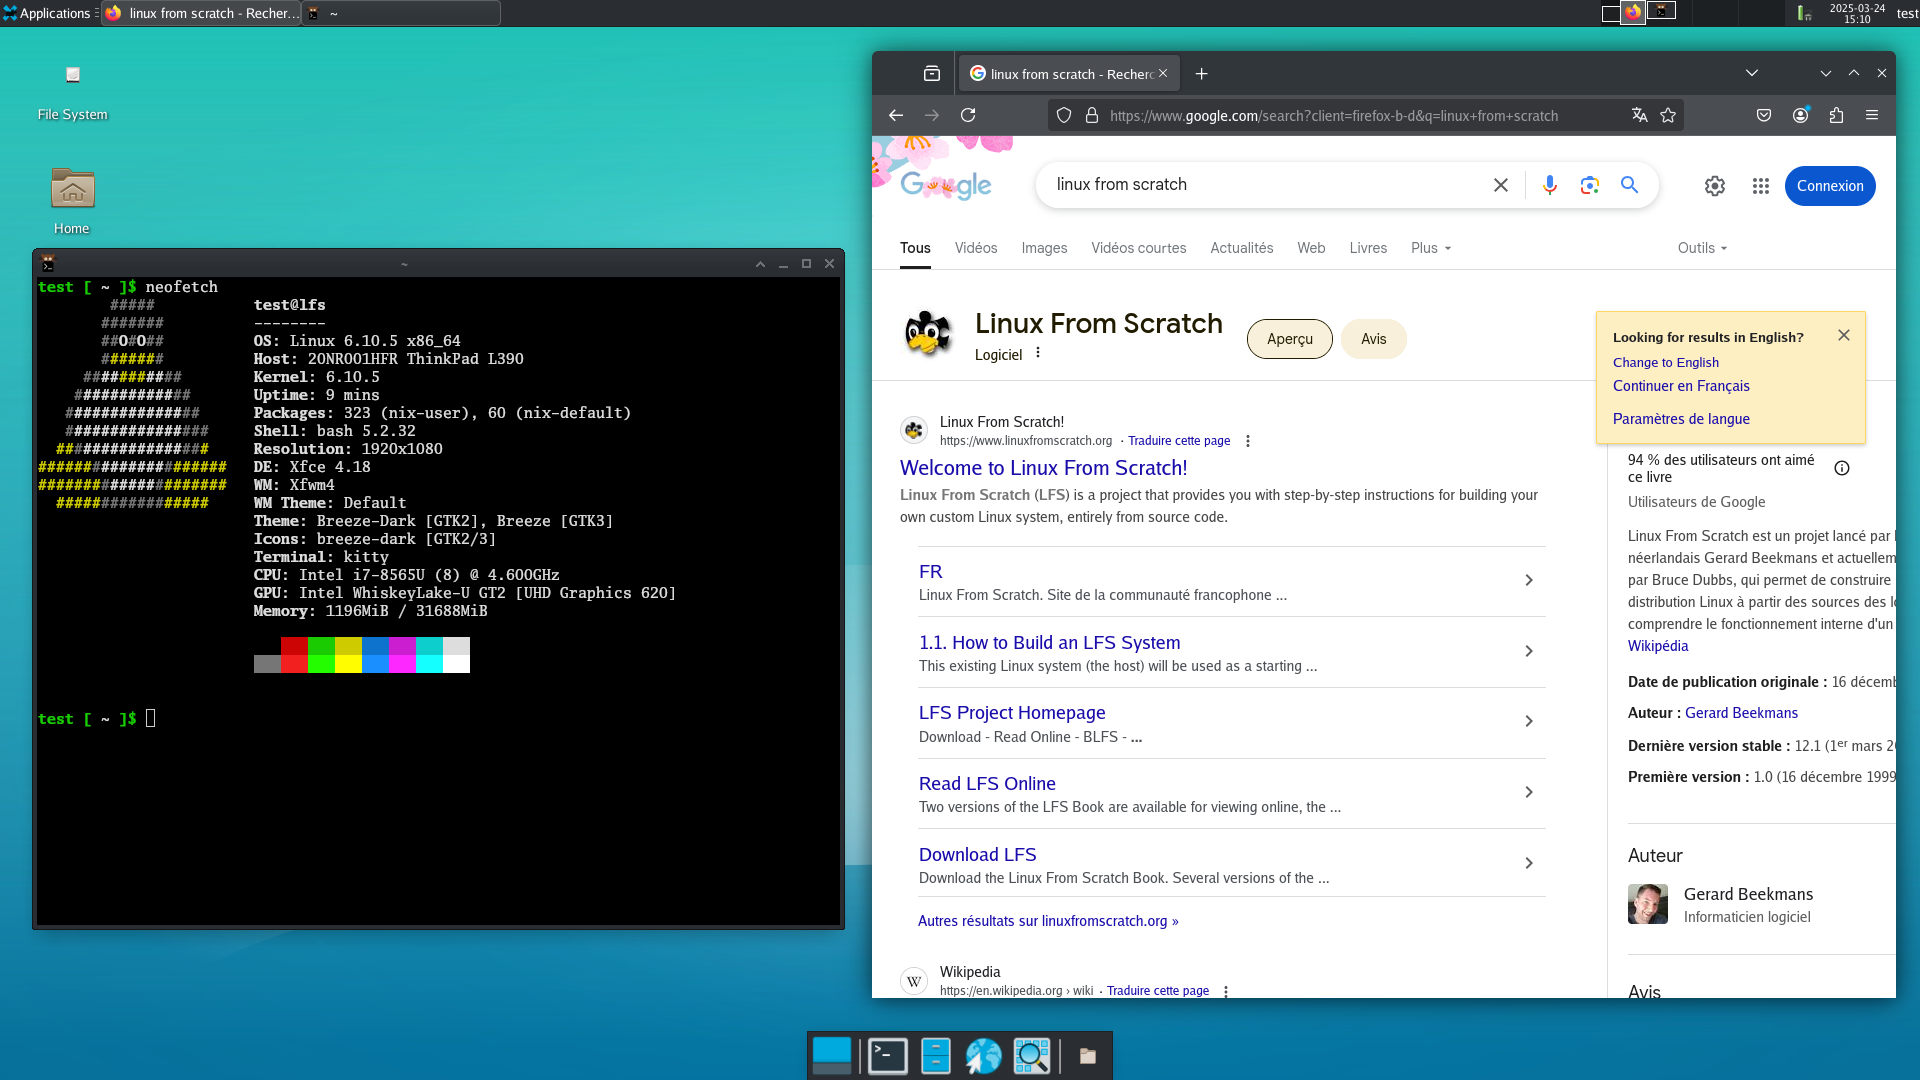 Applications
linux from scratch - Recher...
~
2025-03-24
15:10
test
File System
Home
~
test [ ~ ]$ neofetch
#####
#######
##O#O##
#######
###########
#############
###############
################
#################
#####################
#####################
#################
test@lfs
--------
OS: Linux 6.10.5 x86_64
Host: 20NR001HFR ThinkPad L390
Kernel: 6.10.5
Uptime: 9 mins
Packages: 323 (nix-user), 60 (nix-default)
Shell: bash 5.2.32
Resolution: 1920x1080
DE: Xfce 4.18
WM: Xfwm4
WM Theme: Default
Theme: Breeze-Dark [GTK2], Breeze [GTK3]
Icons: breeze-dark [GTK2/3]
Terminal: kitty
CPU: Intel i7-8565U (8) @ 4.600GHz
GPU: Intel WhiskeyLake-U GT2 [UHD Graphics 620]
Memory: 1196MiB / 31688MiB
test [ ~ ]$
linux from scratch - Recherc
https://www.google.com/search?client=firefox-b-d&q=linux+from+scratch
Google
linux from scratch
Connexion
Tous
Vidéos
Images
Vidéos courtes
Actualités
Web
Livres
Plus
Outils
Linux From Scratch
Logiciel
Aperçu
Avis
Looking for results in English?
Change to English
Continuer en Français
Paramètres de langue
Linux From Scratch!
https://www.linuxfromscratch.org · Traduire cette page
Welcome to Linux From Scratch!
Linux From Scratch (LFS) is a project that provides you with step-by-step instructions for building your
own custom Linux system, entirely from source code.
FR
Linux From Scratch. Site de la communauté francophone ...
1.1. How to Build an LFS System
This existing Linux system (the host) will be used as a starting ...
LFS Project Homepage
Download - Read Online - BLFS - ...
Read LFS Online
Two versions of the LFS Book are available for viewing online, the ...
Download LFS
Download the Linux From Scratch Book. Several versions of the ...
Autres résultats sur linuxfromscratch.org »
W
Wikipedia
https://en.wikipedia.org › wiki · Traduire cette page
94 % des utilisateurs ont aimé
ce livre
Utilisateurs de Google
Linux From Scratch est un projet lancé par
néerlandais Gerard Beekmans et actuellem
par Bruce Dubbs, qui permet de construire
distribution Linux à partir des sources des
comprendre le fonctionnement interne d'un
Wikipédia
Date de publication originale : 16 décemb
Auteur : Gerard Beekmans
Dernière version stable : 12.1 (1er mars 20
Première version : 1.0 (16 décembre 1999
Auteur
Gerard Beekmans
Informaticien logiciel
Avis